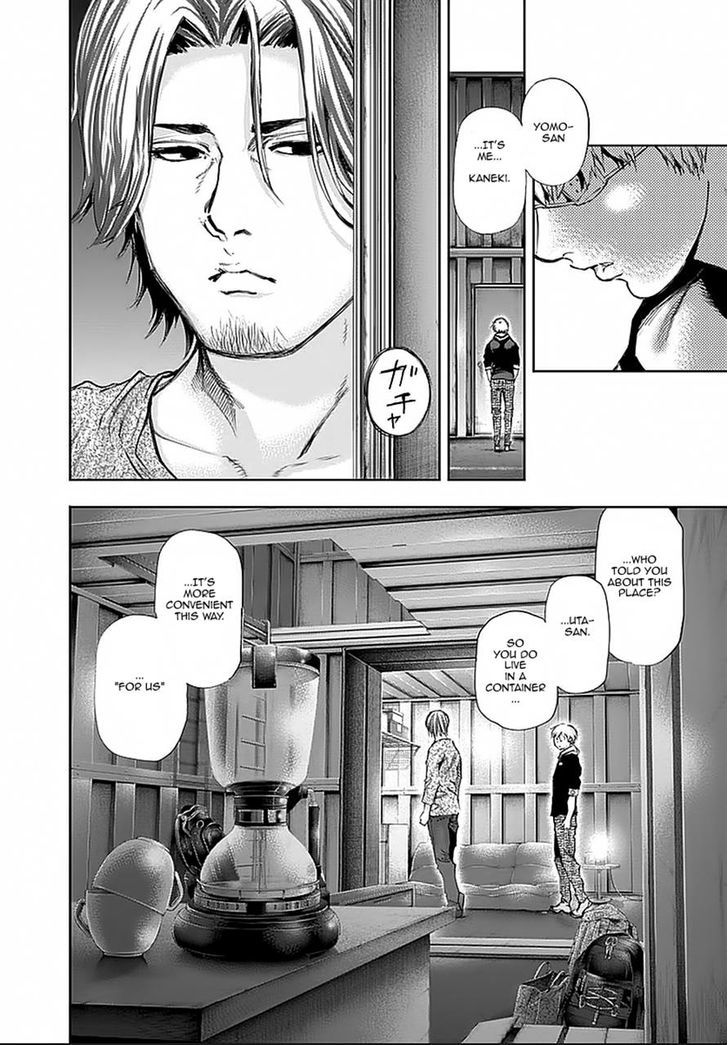 YOMO-
SAN
...IT'S
ME...
KANEKI.
ガチャ
...WHO
TOLD YOU
ABOUT THIS
PLACE?
...UTA-
SAN.
SO
YOU DO
LIVE
IN A
CONTAINER
...
...IT'S
MORE
CONVENIENT
THIS WAY.
...
"FOR US"